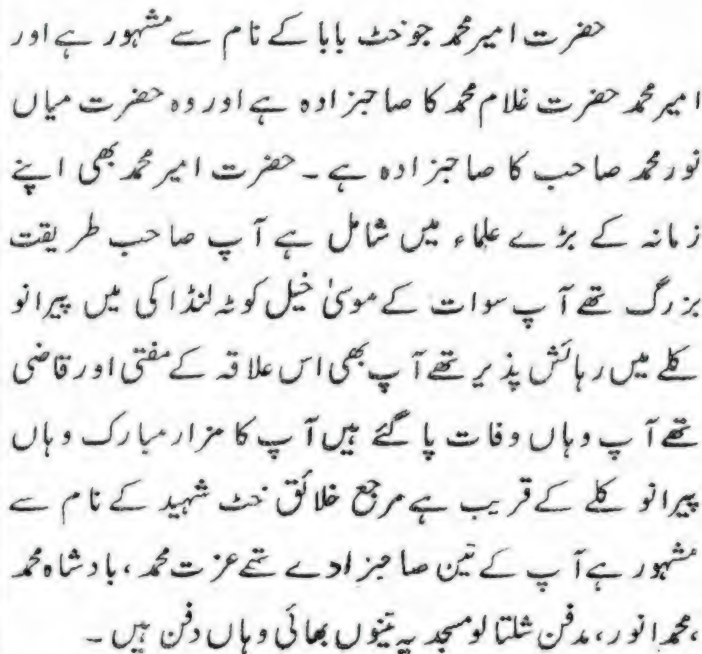 حضرت امیر محمد جو خٹ بابا کے نام سے مشہور ہے اور
امیر محمد حضرت غلام محمد کا صاحبزادہ ہے اور وہ حضرت میاں
نور محمد صاحب کا صاحبزادہ ہے ۔ حضرت امیر محمد بھی اپنے
زمانہ کے بڑے علماء میں شامل ہے آپ صاحب طریقت
بزرگ تھے آپ سوات کے موسیٰ خیل کوٹہ لنڈاکی میں پیرانو
کلے میں رہائش پذیر تھے آپ بھی اس علاقہ کے مفتی اور قاضی
تھے آپ وہاں وفات پا گئے ہیں آپ کا مزار مبارک وہاں
پیرانو کلے کے قریب ہے مرجع خلائق خٹ شہید کے نام سے
مشہور ہے آپ کے تین صاحبزادے تھے عزت محمد ، بادشاہ محمد
، محمد انور ، مدفن شلتالو مسجد یہ تینوں بھائی وہاں دفن ہیں ۔